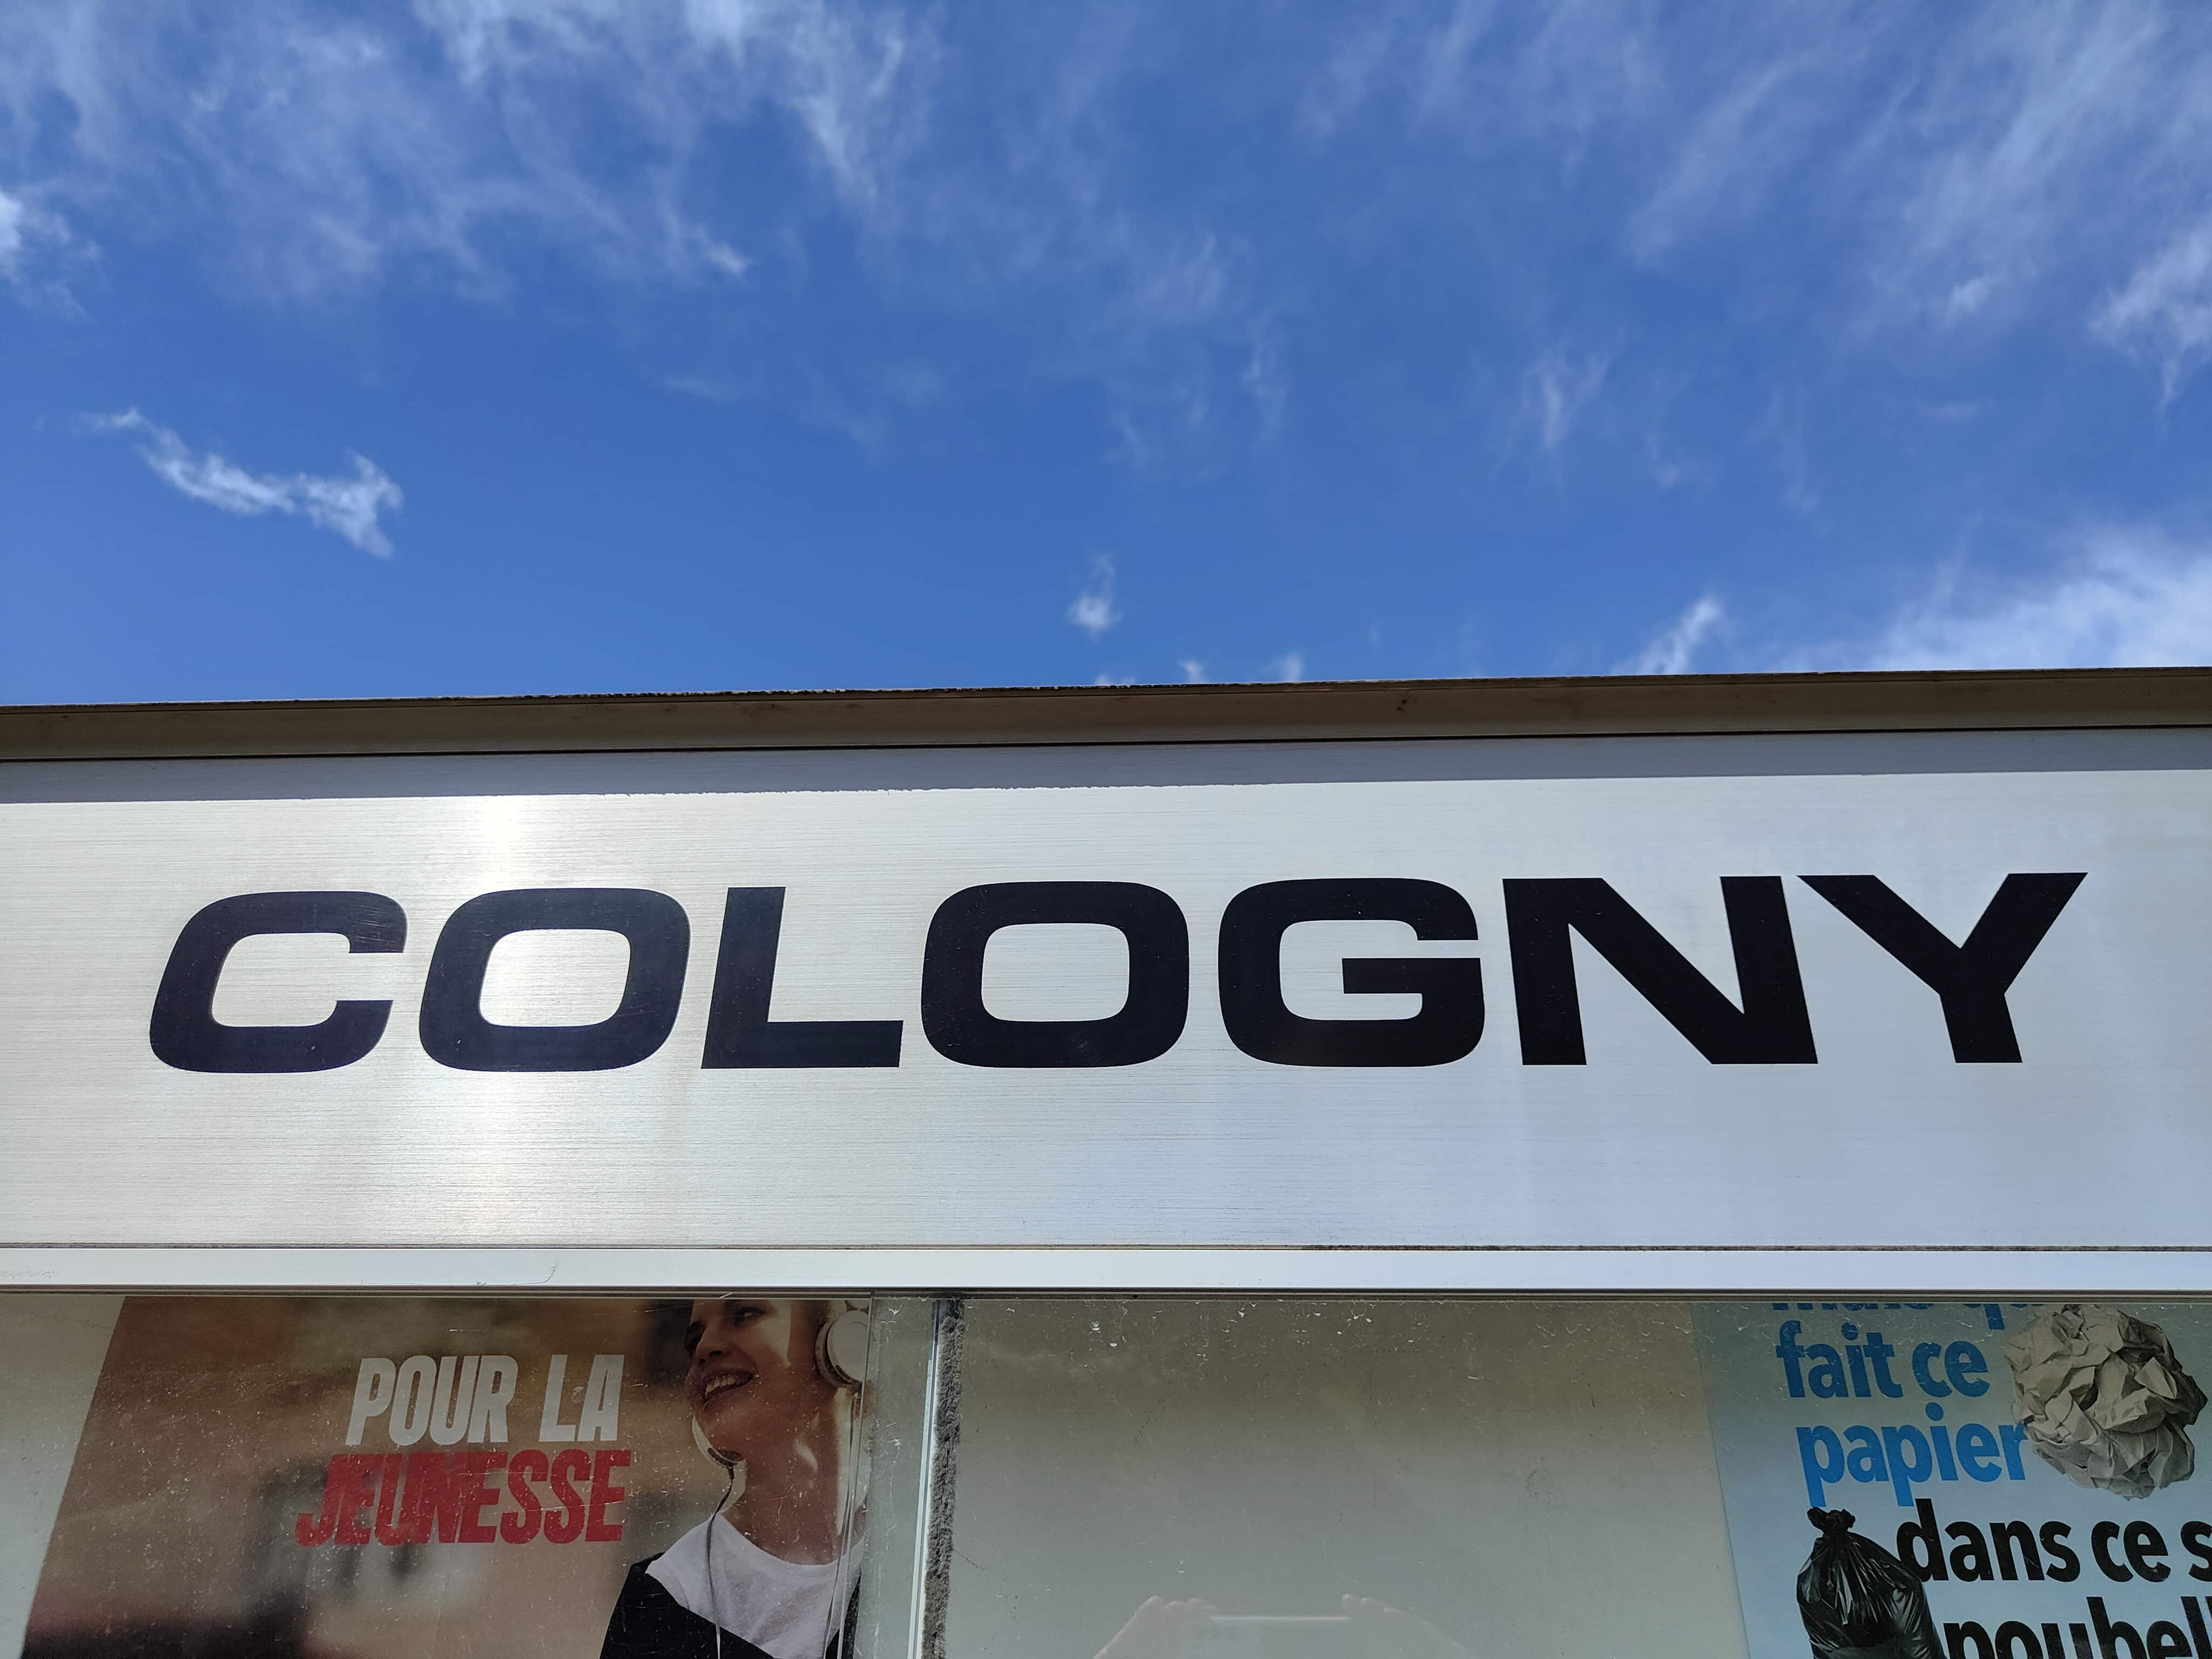 COLOGNY
POUR LA
JEUNESSE
fait ce
papier
dans ce